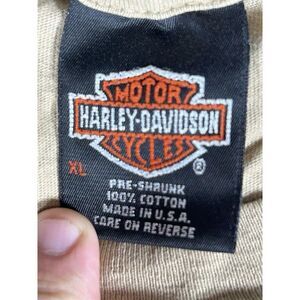 MOTOR
HARLEY-DAVIDSON
CYCLES
®
XL
PRE-SHRUNK
100% COTTON
MADE IN U.S.A.
CARE ON REVERSE